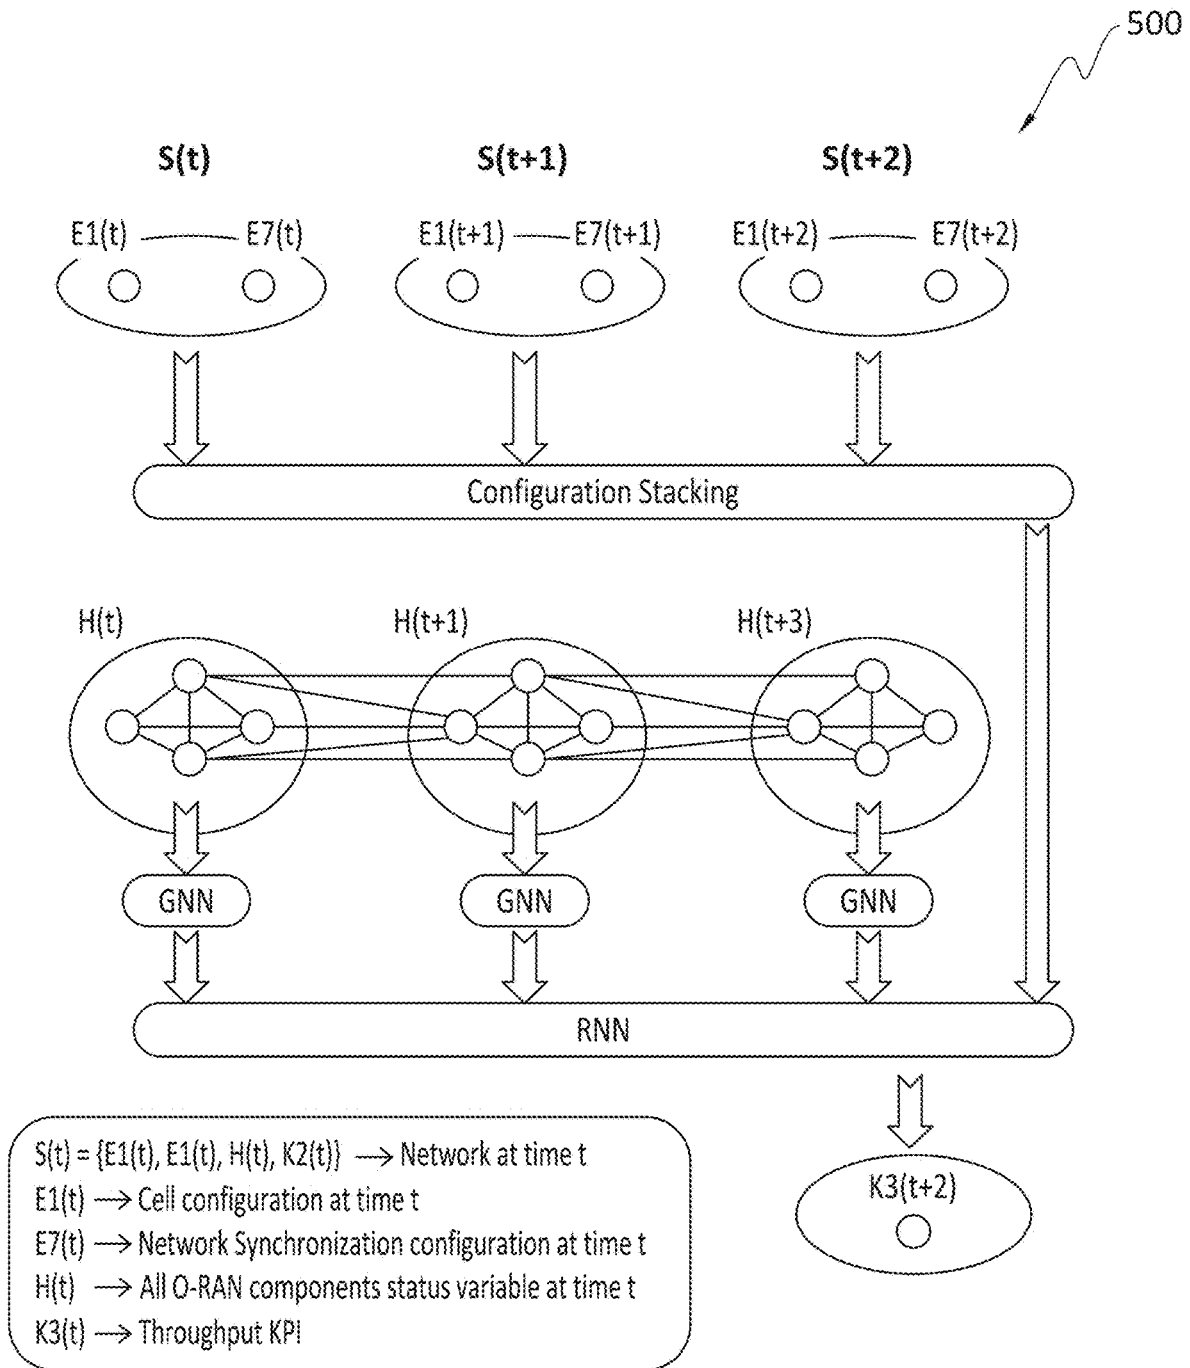 500
S(t) S(t+1) S(t+2)
E1(t) E7(t) E1(t+1) E7(t+1) E1(t+2) E7(t+2)
Configuration Stacking
H(t) H(t+1) H(t+3)
GNN GNN GNN
RNN
K3(t+2)
S(t) = {E1(t), E1(t), H(t), K2(t)} → Network at time t
E1(t) → Cell configuration at time t
E7(t) → Network Synchronization configuration at time t
H(t) → All O-RAN components status variable at time t
K3(t) → Throughput KPI